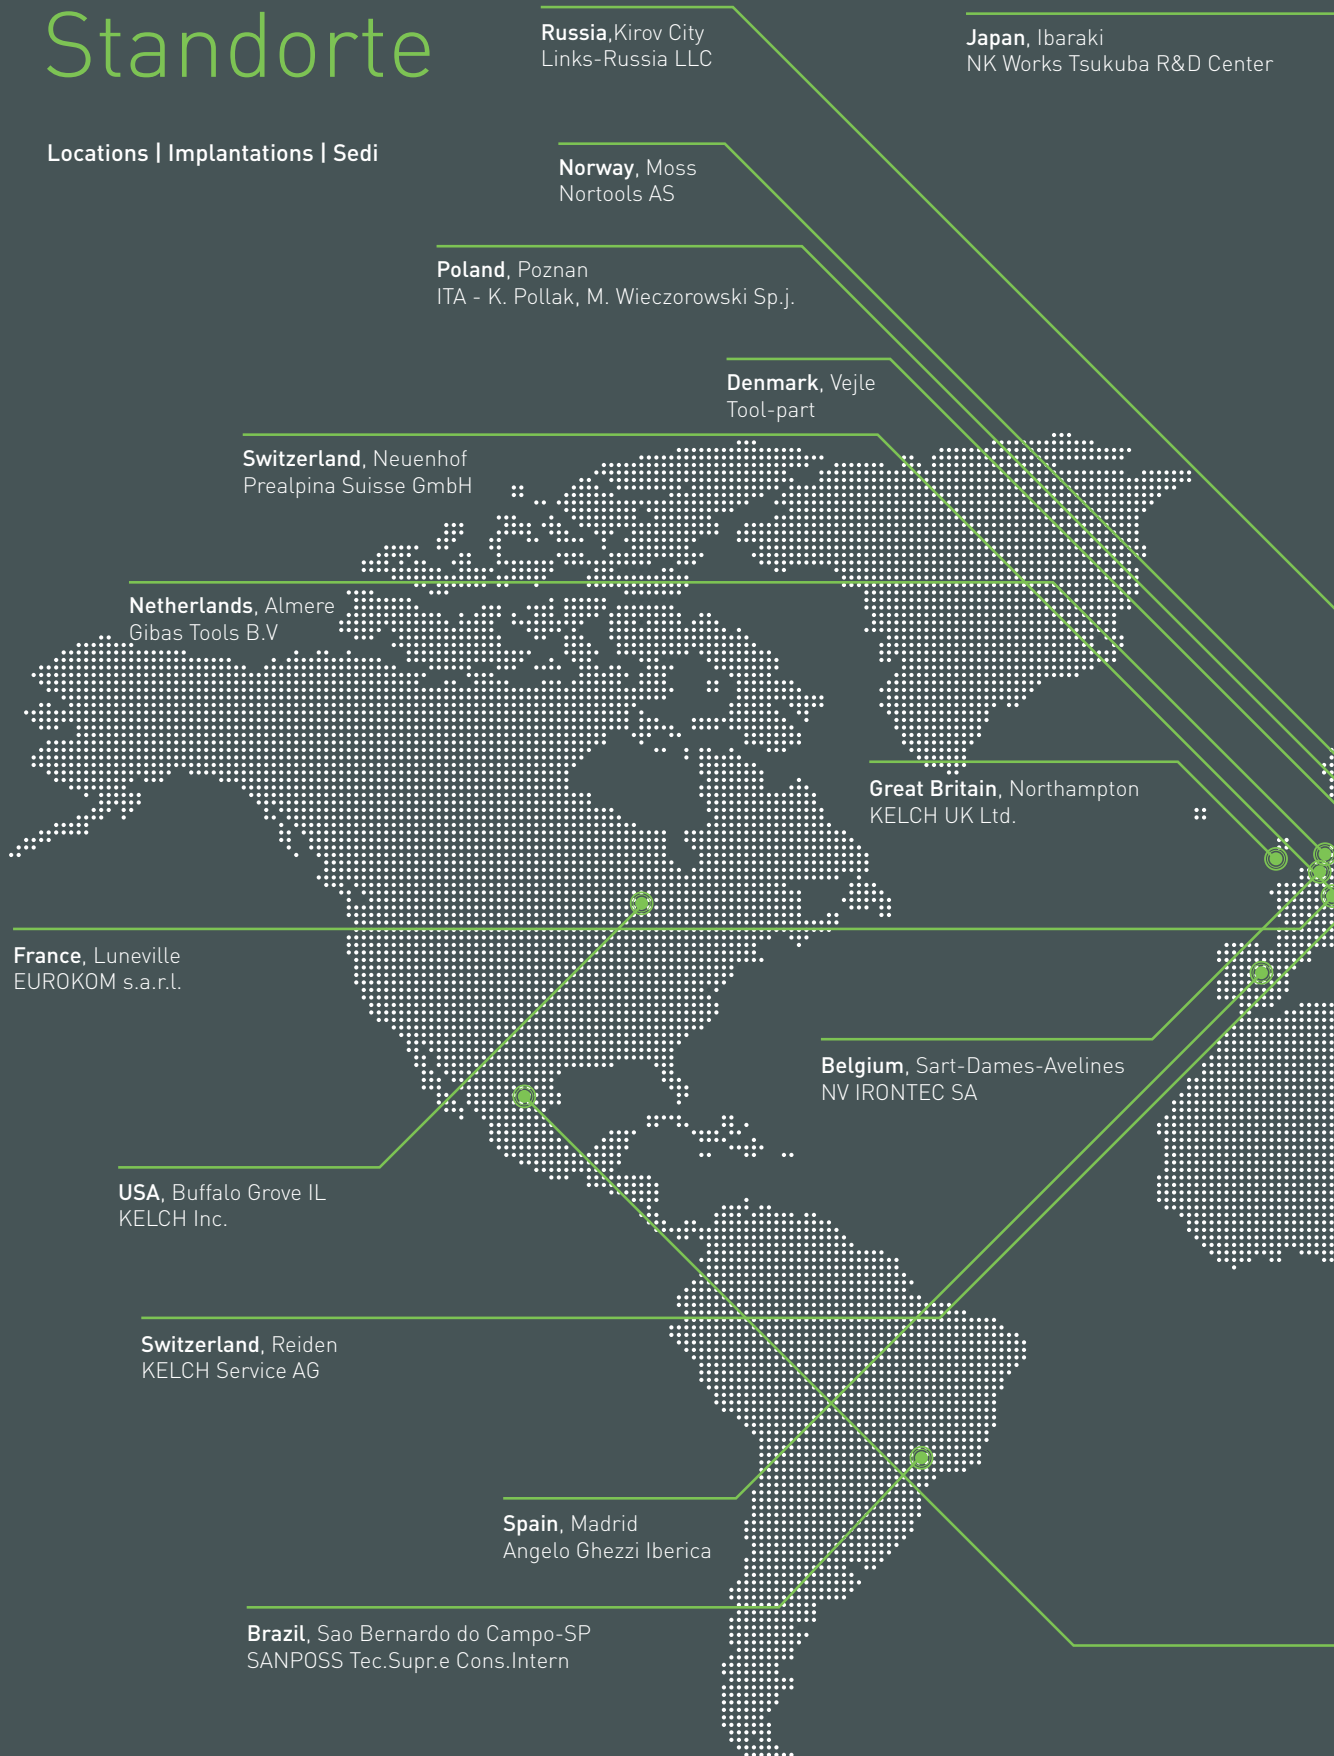 Standorte
Locations | Implantations | Sedi
Russia,Kirov City
Links-Russia LLC
Japan, Ibaraki
NK Works Tsukuba R&D Center
Norway, Moss
Nortools AS
Poland, Poznan
ITA - K. Pollak, M. Wieczorowski Sp.j.
Denmark, Vejle
Tool-part
Switzerland, Neuenhof
Prealpina Suisse GmbH
Netherlands, Almere
Gibas Tools B.V
Great Britain, Northampton
KELCH UK Ltd.
France, Luneville
EUROKOM s.a.r.l.
Belgium, Sart-Dames-Avelines
NV IRONTEC SA
USA, Buffalo Grove IL
KELCH Inc.
Switzerland, Reiden
KELCH Service AG
Spain, Madrid
Angelo Ghezzi Iberica
Brazil, Sao Bernardo do Campo-SP
SANPOSS Tec.Supr.e Cons.Intern